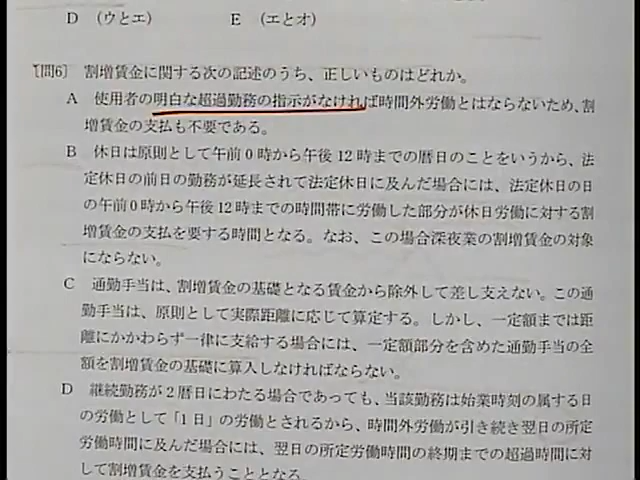 D (ウとエ) E (エとオ)
〔問6〕 割増賃金に関する次の記述のうち、正しいものはどれか。
A 使用者の明白な超過勤務の指示がなければ時間外労働とはならないため、割
増賃金の支払も不要である。
B 休日は原則として午前0時から午後12時までの暦日のことをいうから、法
定休日の前日の勤務が延長されて法定休日に及んだ場合には、法定休日の日
の午前0時から午後12時までの時間帯に労働した部分が休日労働に対する割
増賃金の支払を要する時間となる。なお、この場合深夜業の割増賃金の対象
にならない。
C 通勤手当は、割増賃金の基礎となる賃金から除外して差し支えない。この通
勤手当は、原則として実際距離に応じて算定する。しかし、一定額までは距
離にかかわらず一律に支給する場合には、一定額部分を含めた通勤手当の全
額を割増賃金の基礎に算入しなければならない。
D 継続勤務が2暦日にわたる場合であっても、当該勤務は始業時刻の属する日
の労働として「1日」の労働とされるから、時間外労働が引き続き翌日の所定
労働時間に及んだ場合には、翌日の所定労働時間の終期までの超過時間に対
して割増賃金を支払うこととなる